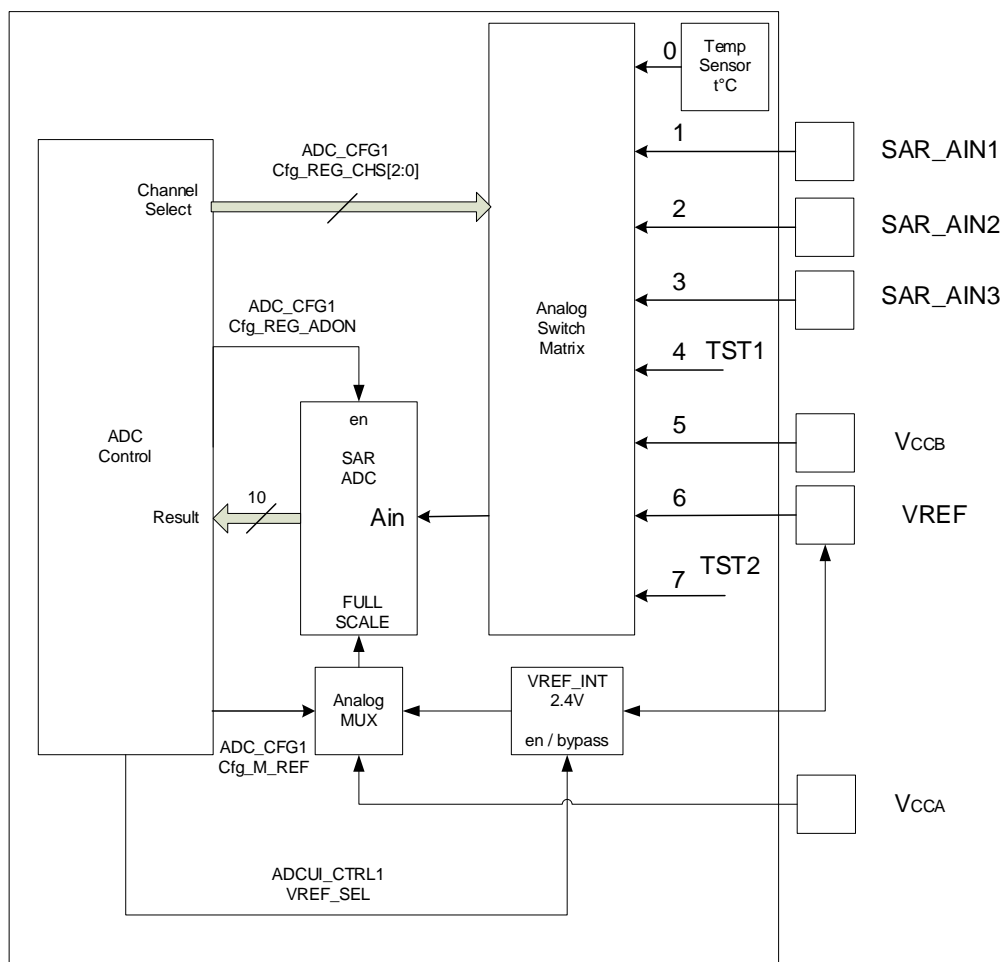 0
Temp
Sensor
t°C
1
SAR_AIN1
ADC_CFG1
Cfg_REG_CHS[2:0]
Channel
Select
2
SAR_AIN2
3
SAR_AIN3
ADC_CFG1
Cfg_REG_ADON
Analog
Switch
Matrix
4
TST1
en
ADC
Control
SAR
ADC
5
VCCB
10
Result
Ain
6
VREF
7
TST2
FULL
SCALE
Analog
MUX
VREF_INT
2.4V
en / bypass
ADC_CFG1
Cfg_M_REF
VCCA
ADCUI_CTRL1
VREF_SEL